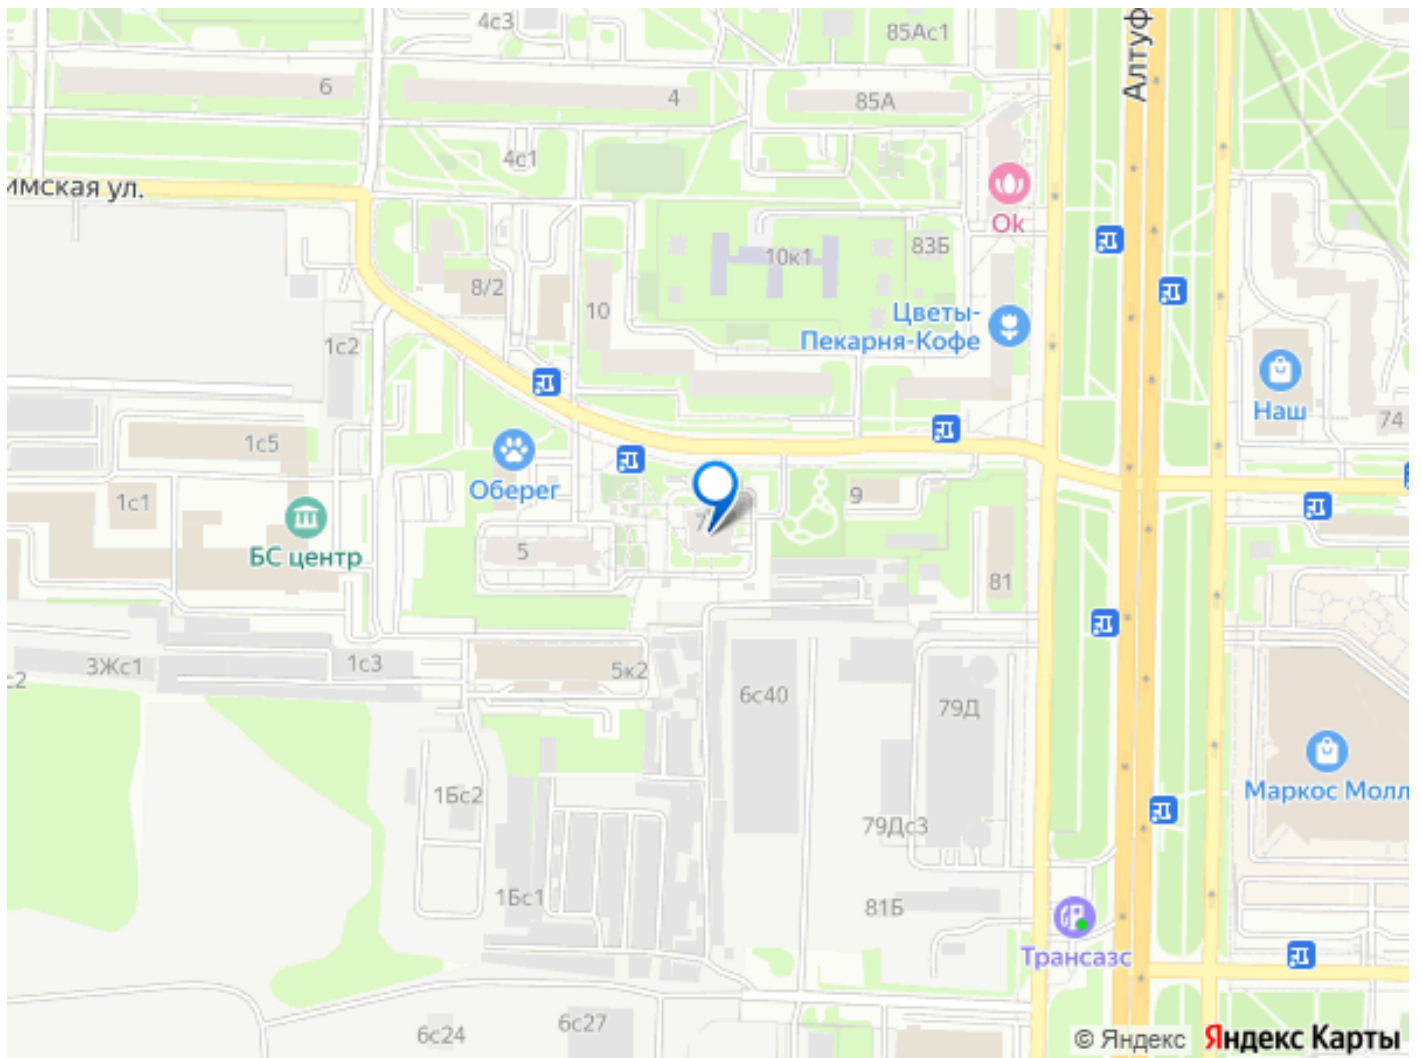 4с3
85Ас1
Алтуф
6
4
85А
4с1
имская ул.
Ok
83Б
10к1
8/2
10
Цветы-
Пекарня-Кофе
1с2
Наш
74
1с5
Оберег
1с1
9
7
БС центр
5
81
3Жс1
1с3
5к2
с2
6с40
79Д
Маркос Молл
1Бс2
79Дс3
1Бс1
81Б
Трансазс
6с24
6с27
© Яндекс
Яндекс Карты